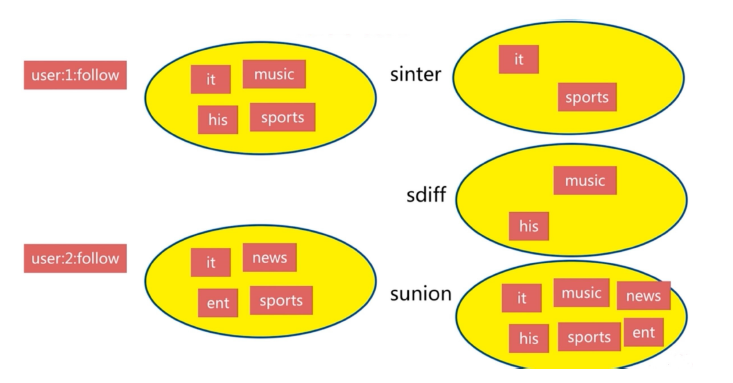 user:1:follow
it
music
his
sports
sinter
it
sports
sdiff
music
his
user:2:follow
it
news
ent
sports
sunion
it
music
news
his
sports
ent